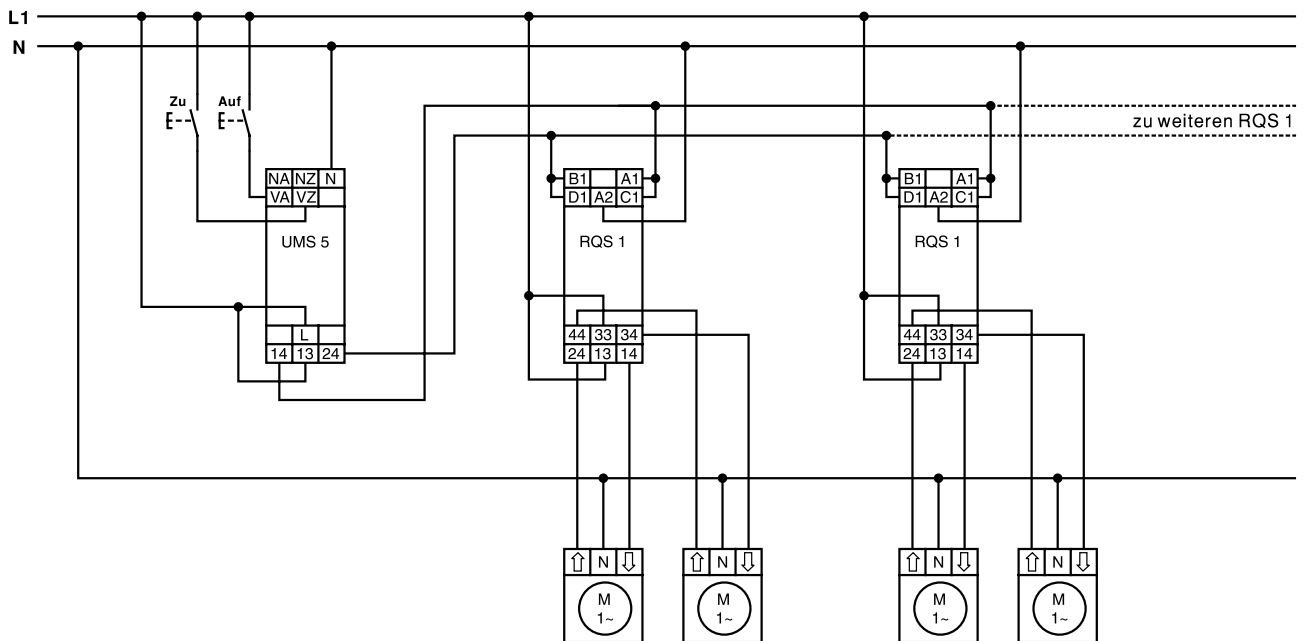 L1
N
Zu Auf
zu weiteren RQS 1
NA NZ N
VA VZ
UMS 5
L
14 13 24
B1 A1
D1 A2 C1
RQS 1
44 33 34
24 13 14
B1 A1
D1 A2 C1
RQS 1
44 33 34
24 13 14
N
M
1~
N
M
1~
N
M
1~
N
M
1~